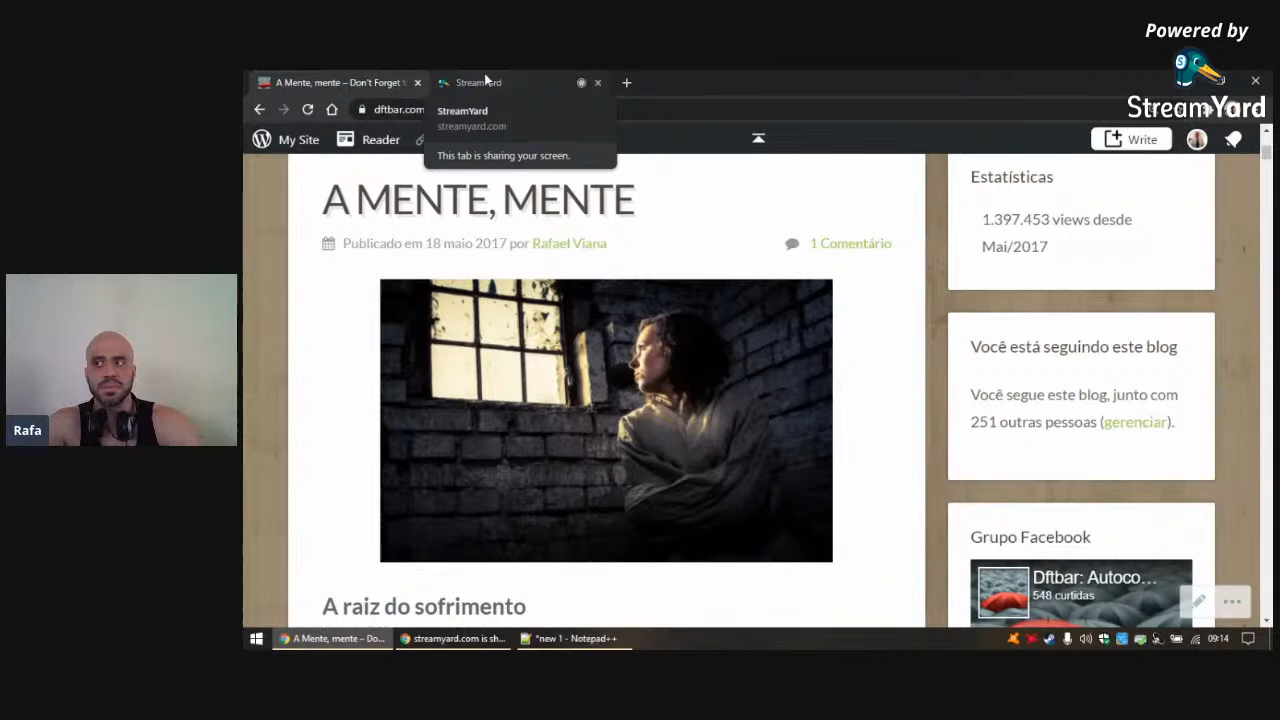 Powered by
StreamYard
A Mente, mente – Don't Forget
StreamYard
dftbar.com
StreamYard
streamyard.com
This tab is sharing your screen.
My Site
Reader
Write
A MENTE, MENTE
Publicado em 18 maio 2017 por Rafael Viana
1 Comentário
A raiz do sofrimento
Estatísticas
1.397.453 views desde
Mai/2017
Você está seguindo este blog
Você segue este blog, junto com
251 outras pessoas (gerenciar).
Grupo Facebook
Dftbar: Autoco...
548 curtidas
Rafa
A Mente, mente – Do...
streamyard.com is sh...
*new 1 - Notepad++
09:14